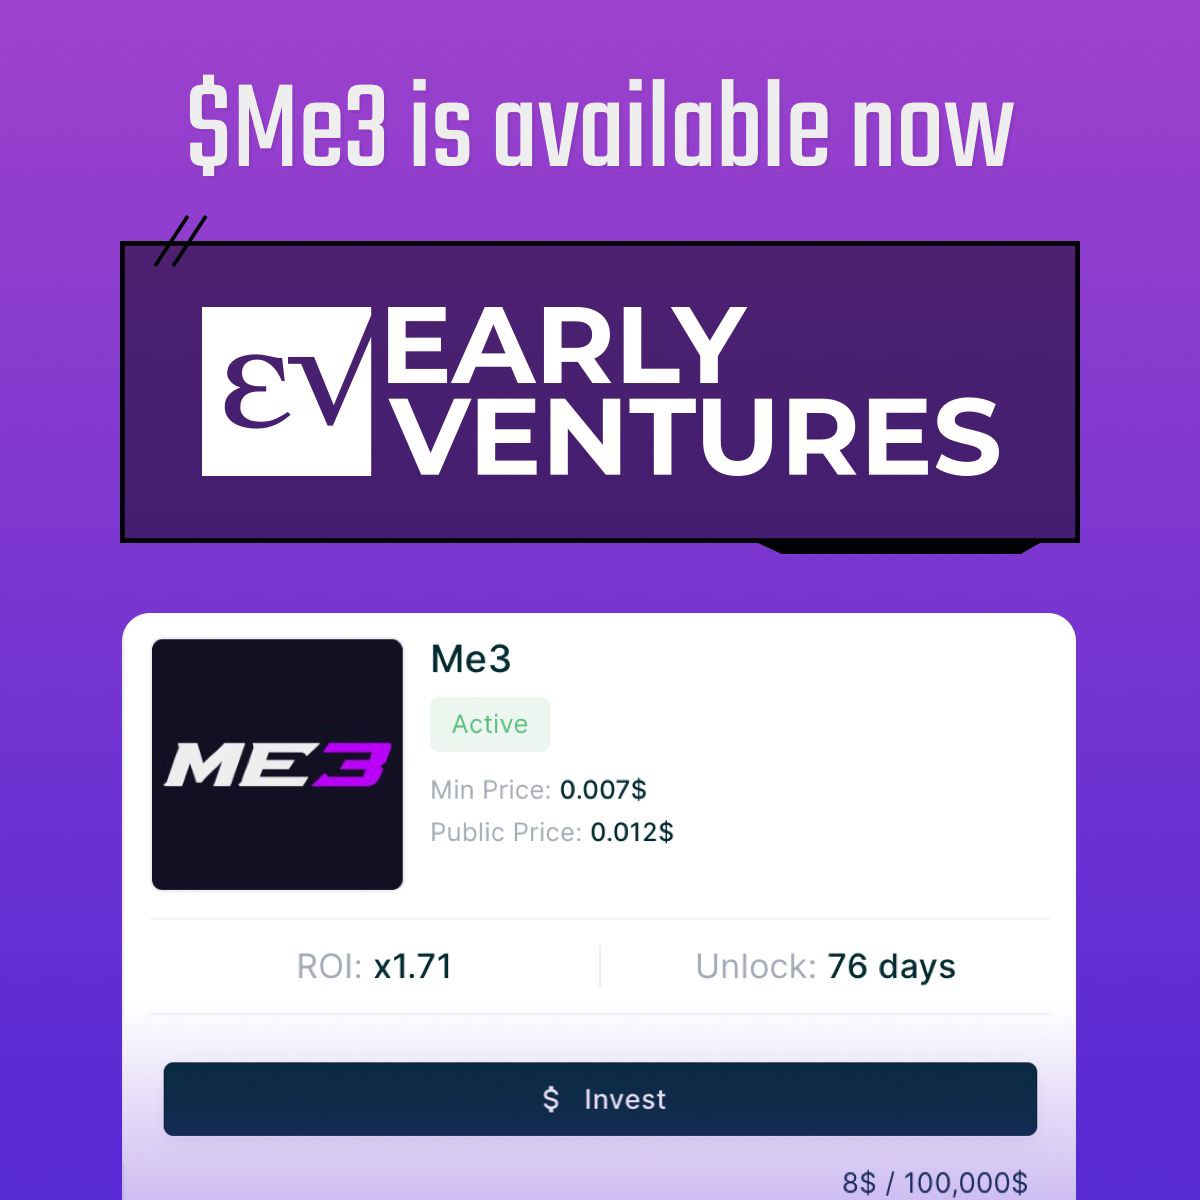 $Me3 is available now
εv EARLY
VENTURES
ME3
Me3
Active
Min Price: 0.007$
Public Price: 0.012$
ROI: x1.71
Unlock: 76 days
$ Invest
8$ / 100,000$